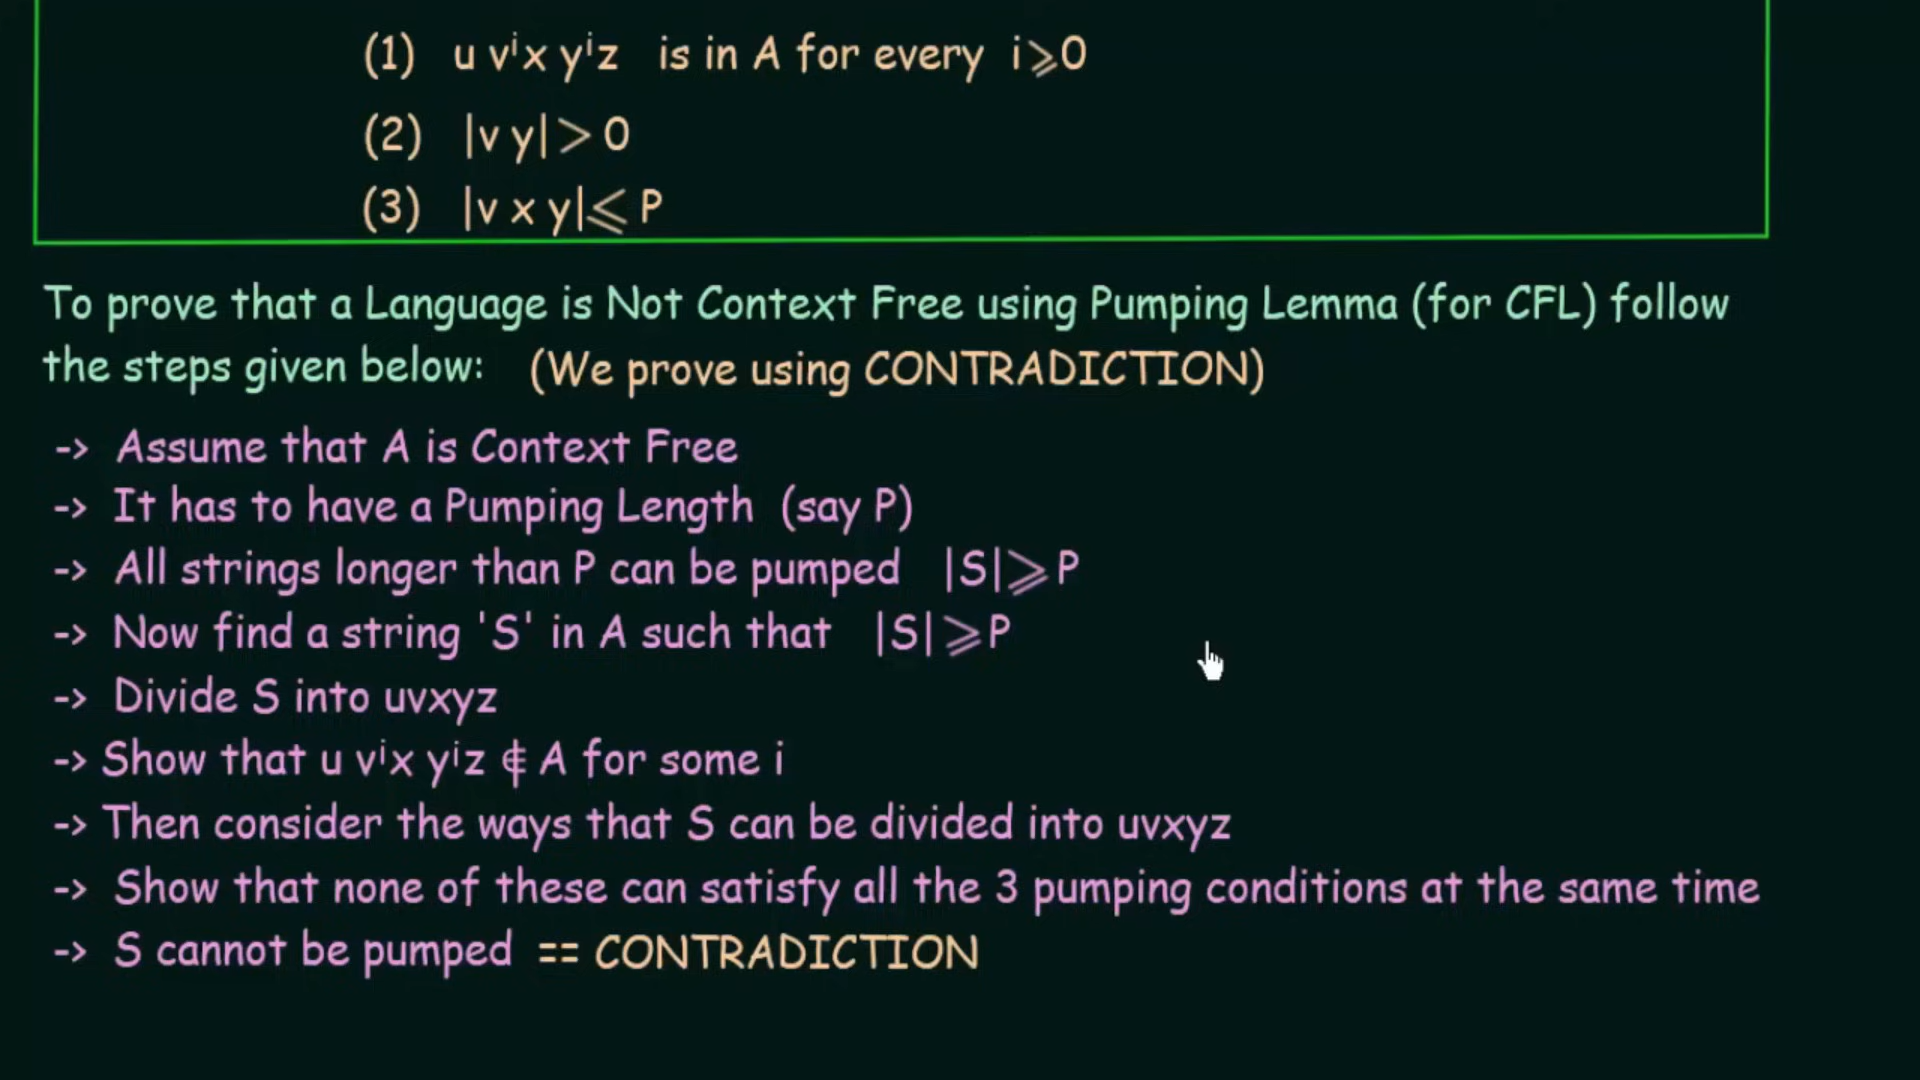 (1) u vⁱx yⁱz is in A for every i⩾0
(2) |v y| > 0
(3) |v x y| ⩽ P
To prove that a Language is Not Context Free using Pumping Lemma (for CFL) follow
the steps given below: (We prove using CONTRADICTION)
-> Assume that A is Context Free
-> It has to have a Pumping Length (say P)
-> All strings longer than P can be pumped |S|⩾P
-> Now find a string 'S' in A such that |S|⩾P
-> Divide S into uvxyz
-> Show that u vⁱx yⁱz ∉ A for some i
-> Then consider the ways that S can be divided into uvxyz
-> Show that none of these can satisfy all the 3 pumping conditions at the same time
-> S cannot be pumped == CONTRADICTION